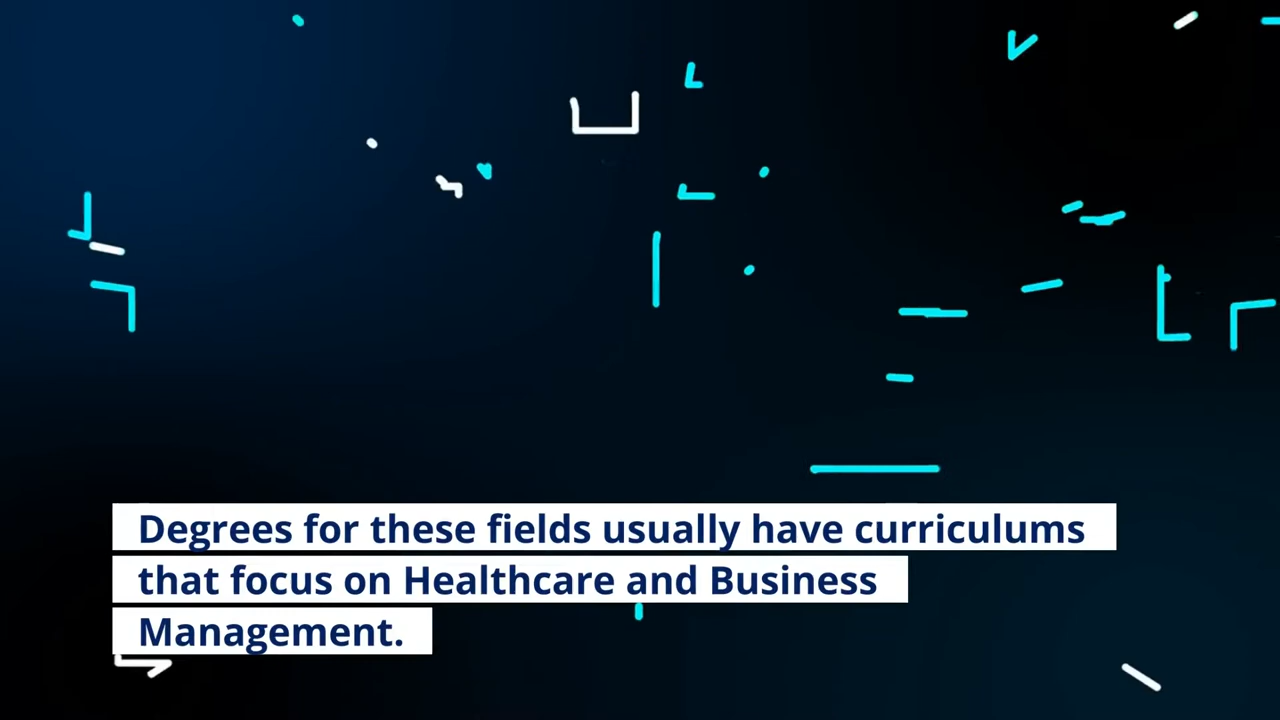 Degrees for these fields usually have curriculums
that focus on Healthcare and Business
Management.